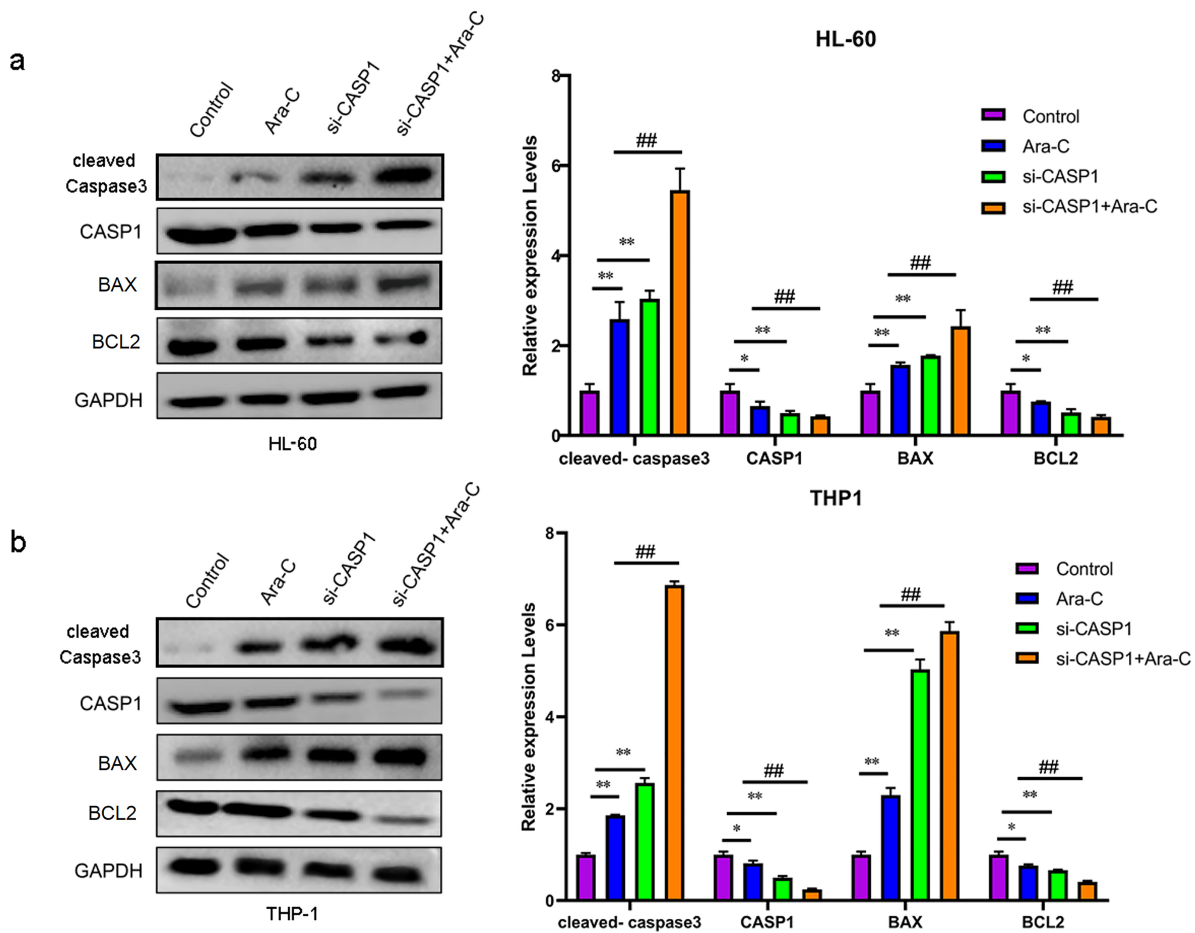 a
Control
Ara-C
si-CASP1
si-CASP1+Ara-C
cleaved
Caspase3
CASP1
BAX
BCL2
GAPDH
HL-60
HL-60
Relative expression Levels
8
6
4
2
0
**
**
##
*
**
##
**
**
##
*
**
##
cleaved- caspase3
CASP1
BAX
BCL2
Control
Ara-C
si-CASP1
si-CASP1+Ara-C
b
Control
Ara-C
si-CASP1
si-CASP1+Ara-C
cleaved
Caspase3
CASP1
BAX
BCL2
GAPDH
THP-1
THP1
Relative expression Levels
8
6
4
2
0
**
**
##
*
**
##
**
**
##
*
**
##
cleaved- caspase3
CASP1
BAX
BCL2
Control
Ara-C
si-CASP1
si-CASP1+Ara-C